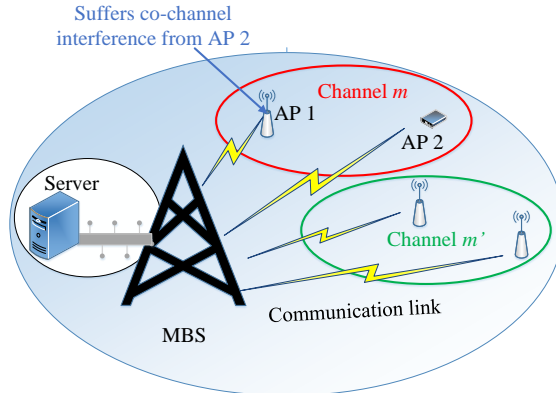 Suffers co-channel
interference from AP 2
Channel m
AP 1
AP 2
Server
Channel m’
Communication link
MBS